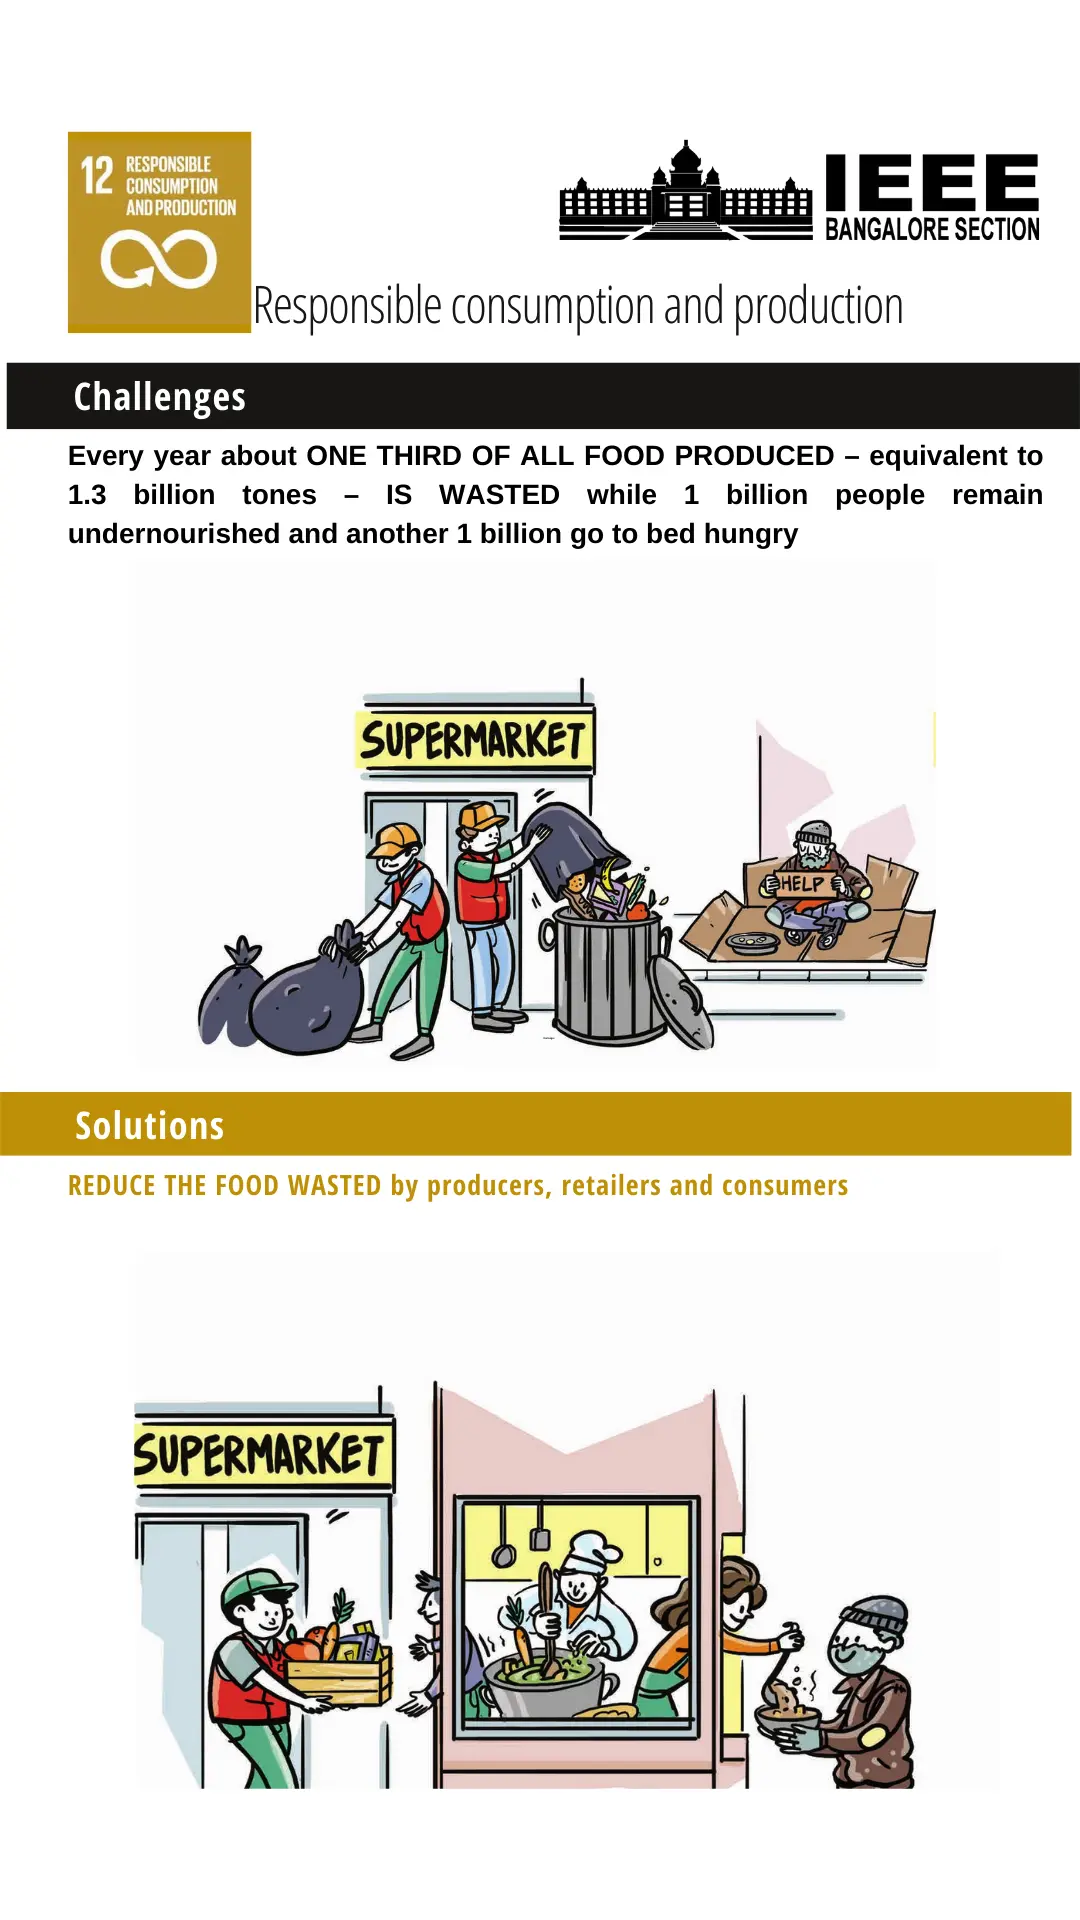 12 RESPONSIBLE
CONSUMPTION
AND PRODUCTION
IEEE
BANGALORE SECTION
Responsible consumption and production
Challenges
Every year about ONE THIRD OF ALL FOOD PRODUCED – equivalent to
1.3 billion tones – IS WASTED while 1 billion people remain
undernourished and another 1 billion go to bed hungry
SUPERMARKET
HELP
Solutions
REDUCE THE FOOD WASTED by producers, retailers and consumers
SUPERMARKET